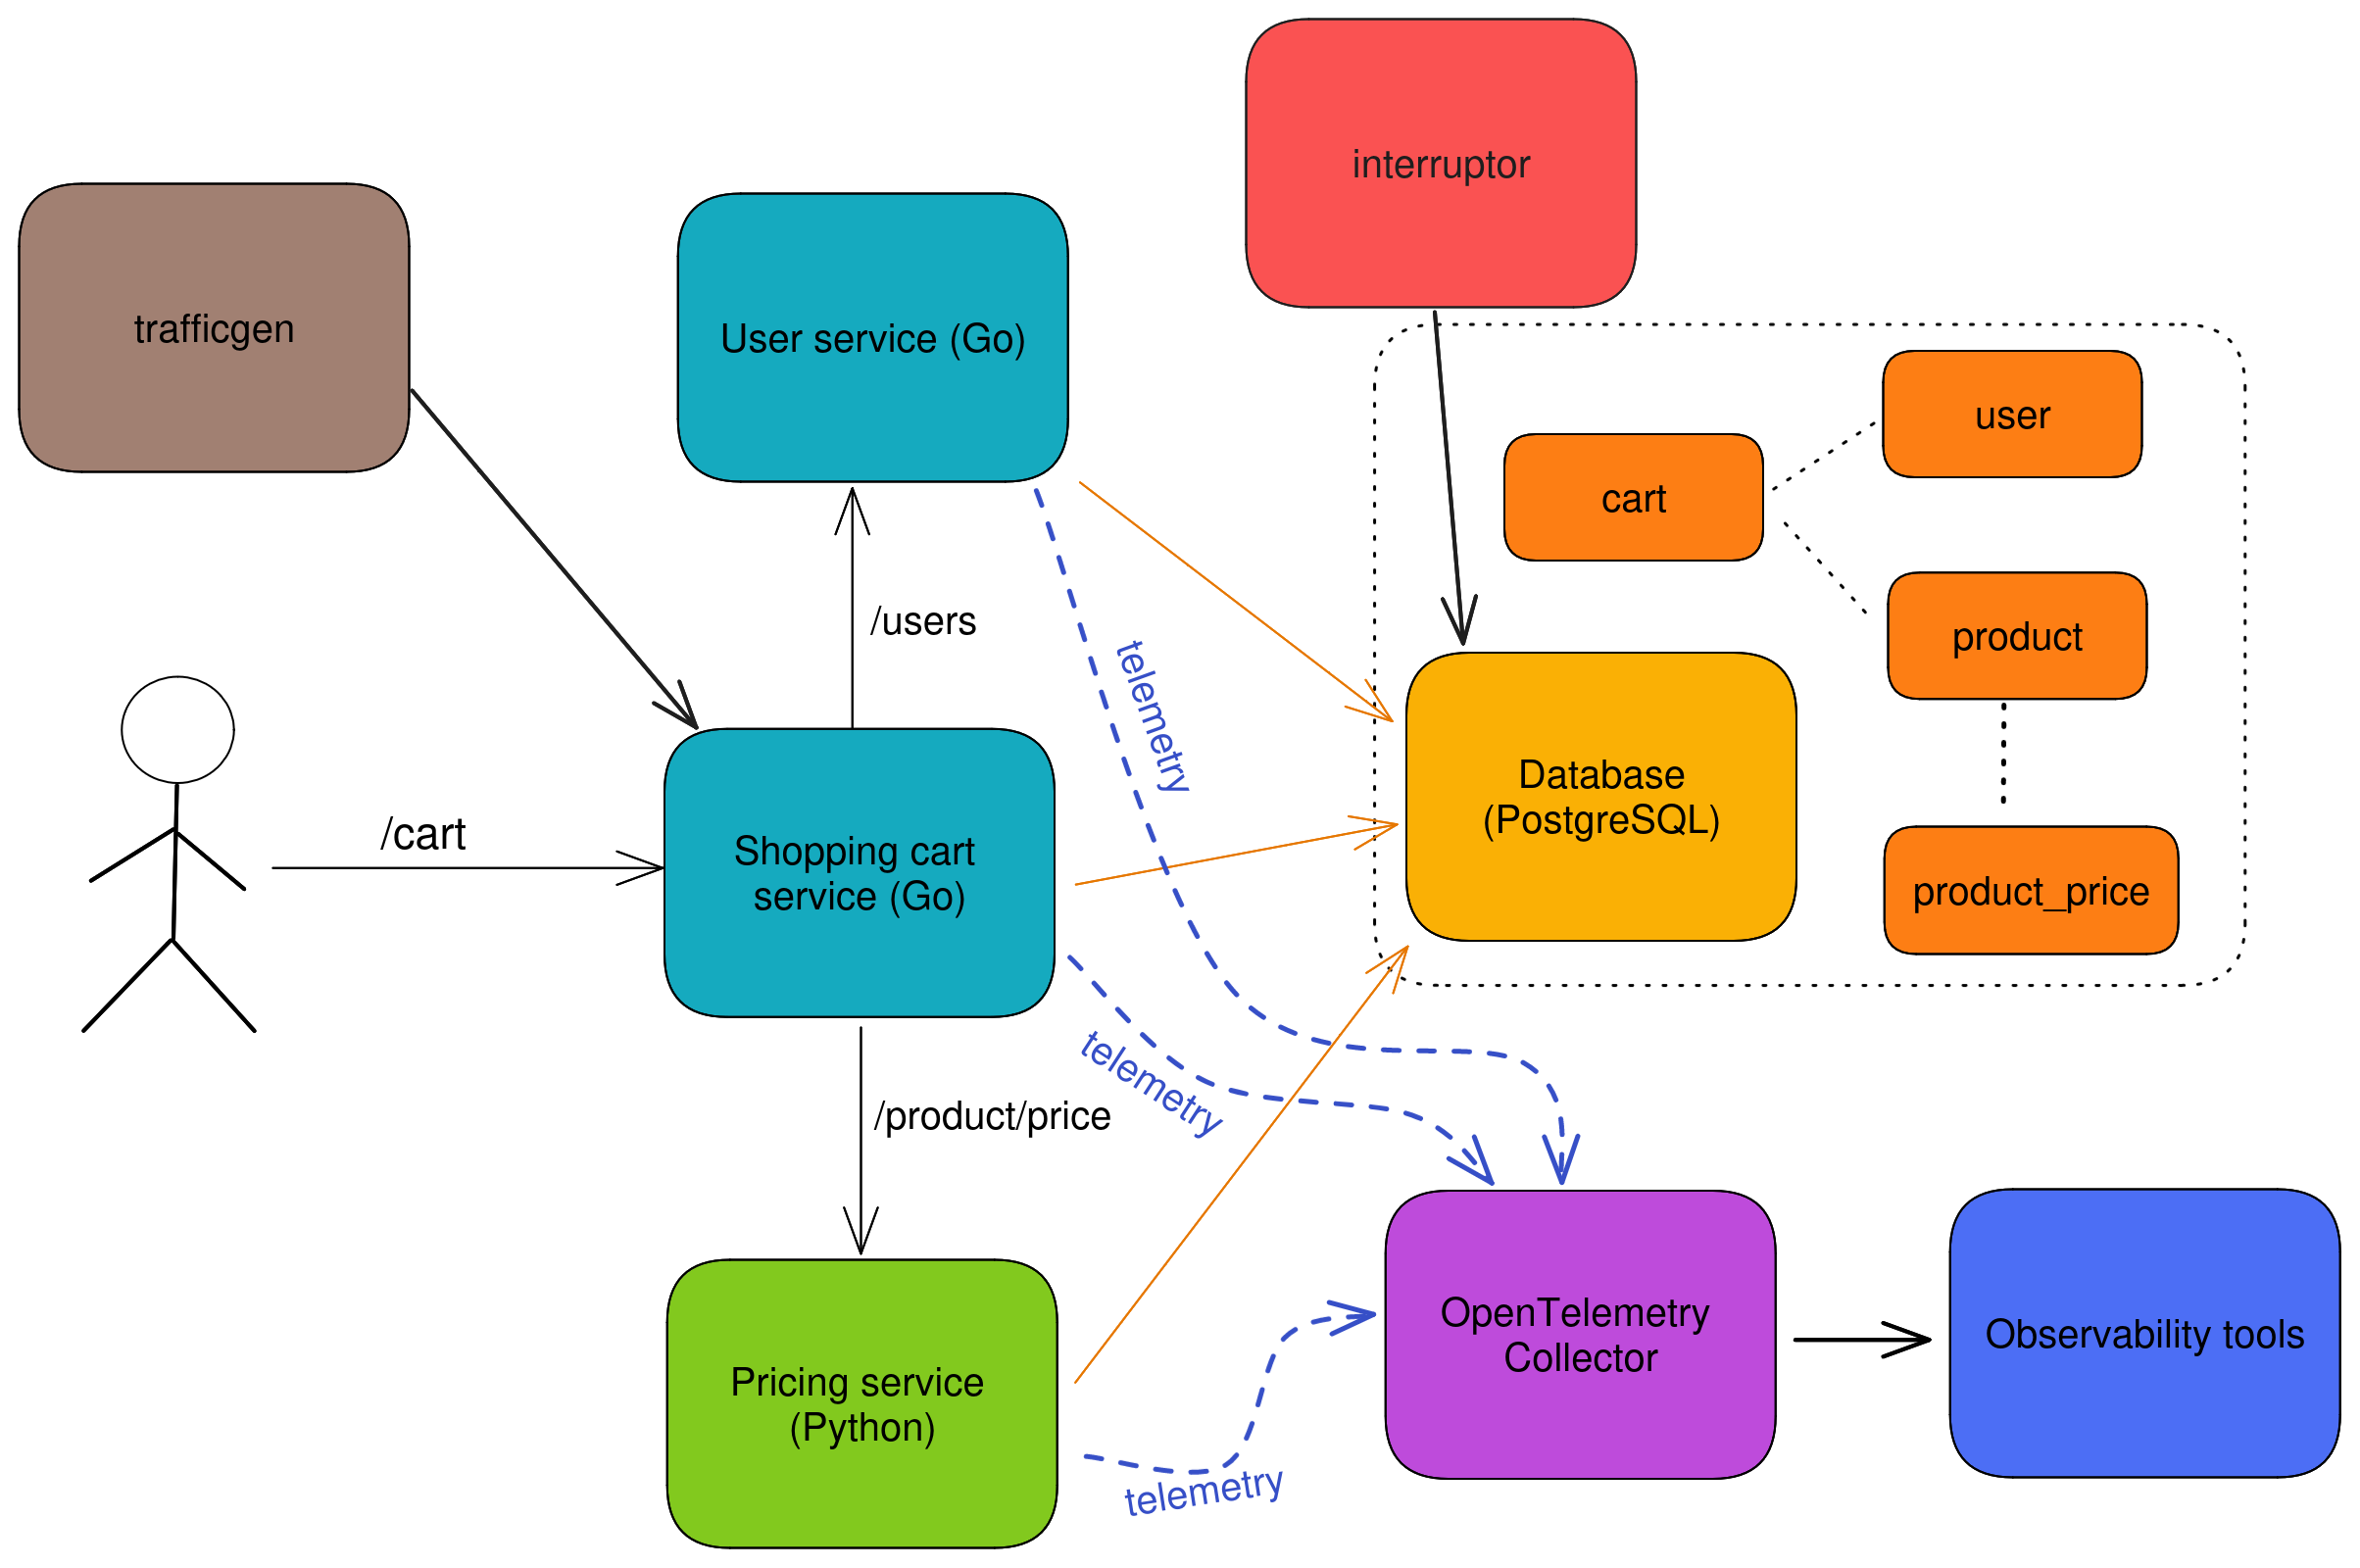 interruptor
trafficgen
User service (Go)
user
cart
/users
product
telemetry
Database
(PostgreSQL)
/cart
Shopping cart
service (Go)
product_price
telemetry
/product/price
OpenTelemetry
Collector
Observability tools
Pricing service
(Python)
telemetry